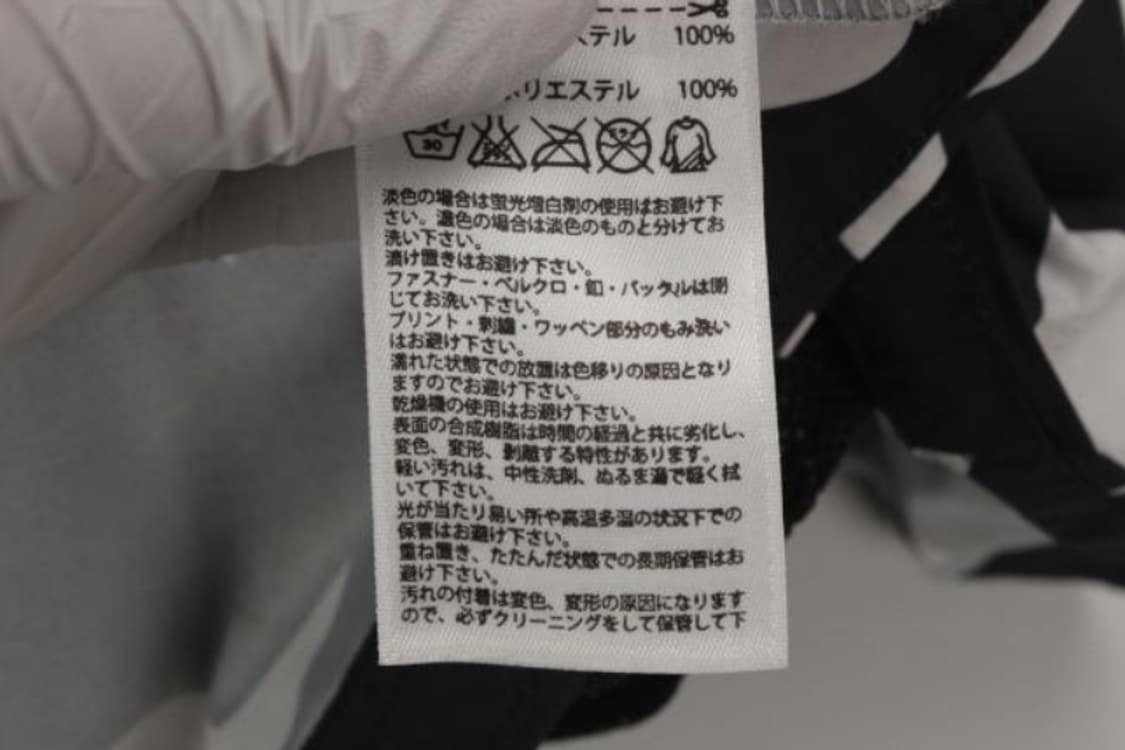 ステル 100%
ポリエステル 100%
30
淡色の場合は蛍光増白剤の使用はお避け下
さい。濃色の場合は淡色のものと分けてお
洗い下さい。
漬け置きはお避け下さい。
ファスナー・ベルクロ・釦・バックルは閉
じてお洗い下さい。
プリント・刺繍・ワッペン部分のもみ洗い
はお避け下さい。
濡れた状態での放置は色移りの原因となり
ますのでお避け下さい。
乾燥機の使用はお避け下さい。
表面の合成樹脂は時間の経過と共に劣化し、
変色、変形、剥離する特性があります。
軽い汚れは、中性洗剤、ぬるま湯で軽く拭
いて下さい。
光が当たり易い所や高温多湿の状況下での
保管はお避け下さい。
重ね置き、たたんだ状態での長期保管はお
避け下さい。
汚れの付着は変色、変形の原因になります
ので、必ずクリーニングをして保管して下